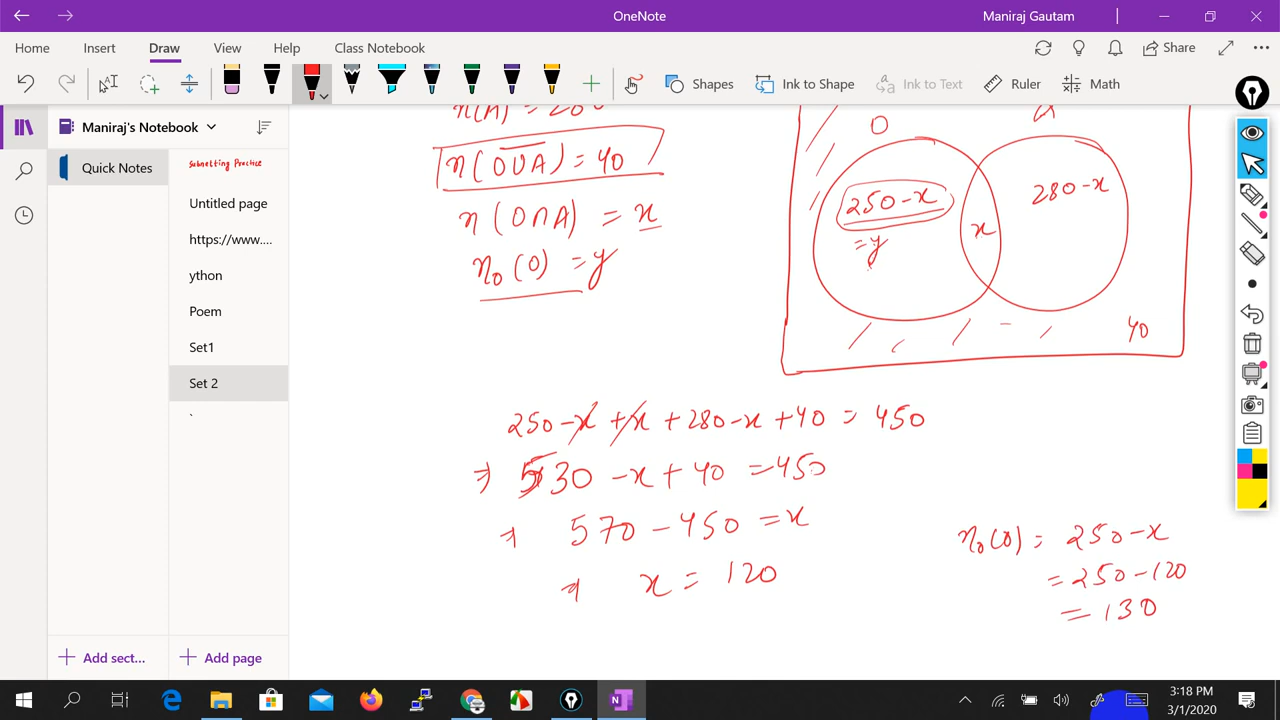 OneNote
Maniraj Gautam
Home Insert Draw View Help Class Notebook
Share
Shapes
Ink to Shape
Ink to Text
Ruler
Math
Maniraj's Notebook
Quick Notes
Subnetting Practice
Untitled page
https://www....
ython
Poem
Set1
Set 2
Add sect...
Add page
n(A) = 280
n(O∪A) = 40
n(O∩A) = x
n₀(O) = y
O
A
250-x
= y
x
280-x
40
250-x + x + 280-x + 40 = 450
⇒ 530 - x + 40 = 450
⇒ 570 - 450 = x
⇒ x = 120
n₀(O) = 250-x
= 250-120
= 130
3:18 PM
3/1/2020